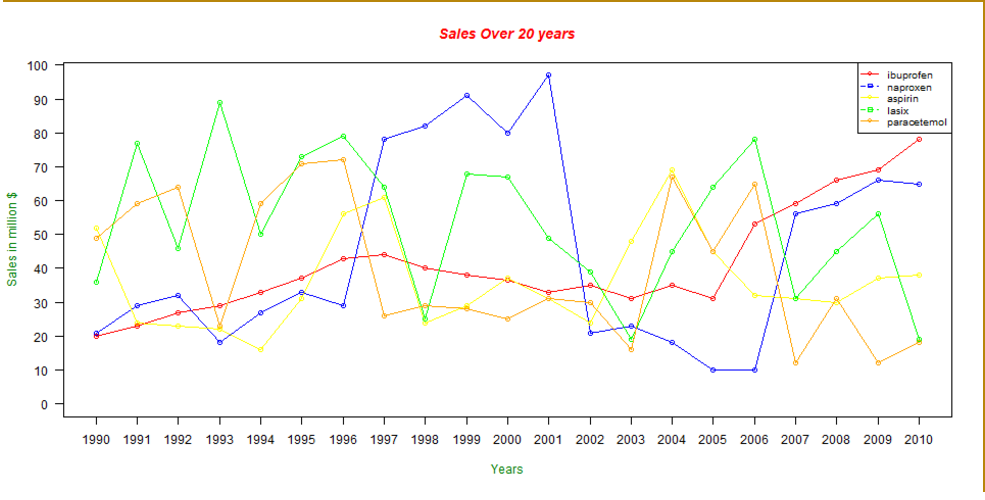 Sales Over 20 years
Sales in million $
100
90
80
70
60
50
40
30
20
10
0
ibuprofen
naproxen
aspirin
lasix
paracetemol
1990 1991 1992 1993 1994 1995 1996 1997 1998 1999 2000 2001 2002 2003 2004 2005 2006 2007 2008 2009 2010
Years